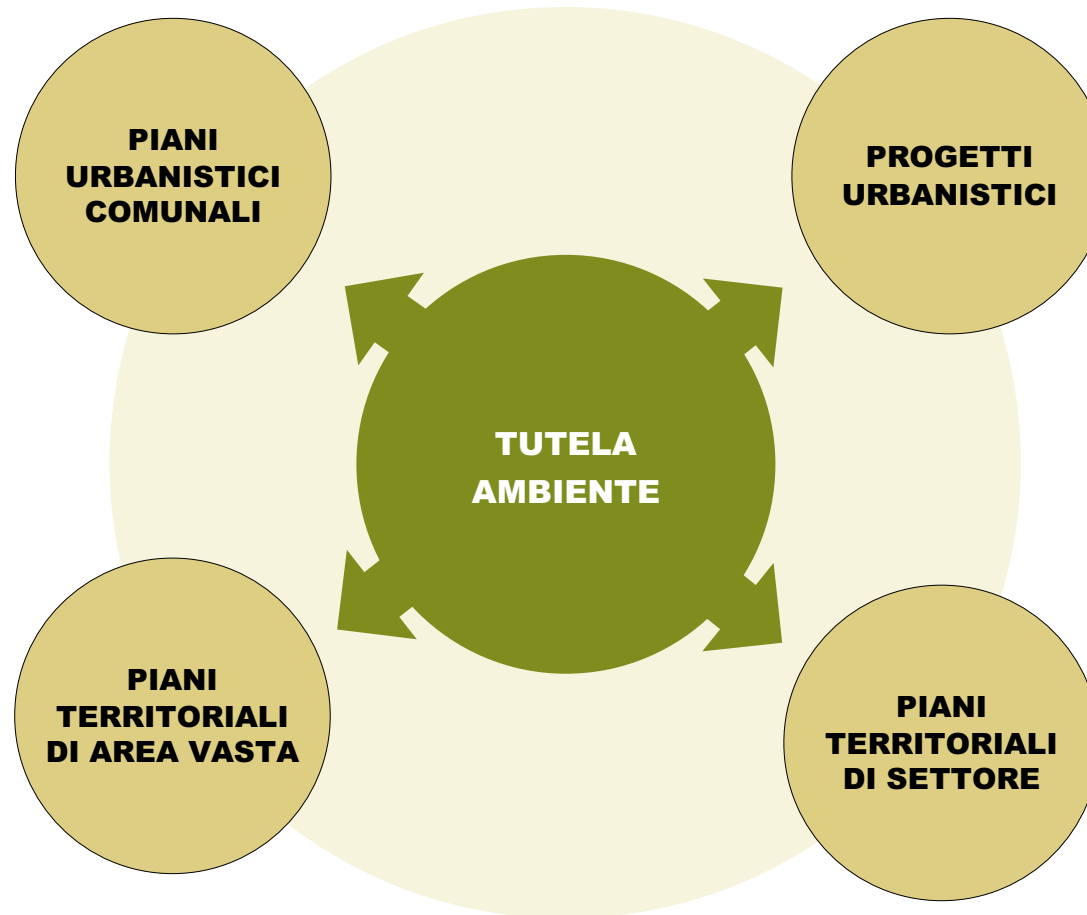 PIANI
URBANISTICI
COMUNALI
PROGETTI
URBANISTICI
TUTELA
AMBIENTE
PIANI
TERRITORIALI
DI AREA VASTA
PIANI
TERRITORIALI
DI SETTORE